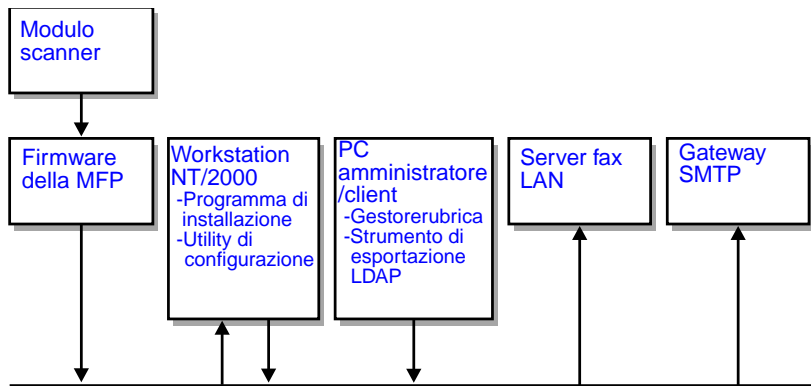 Modulo
scanner
Firmware
della MFP
Workstation
NT/2000
-Programma di
installazione
-Utility di
configurazione
PC
amministratore
/client
-Gestorerubrica
-Strumento di
esportazione
LDAP
Server fax
LAN
Gateway
SMTP